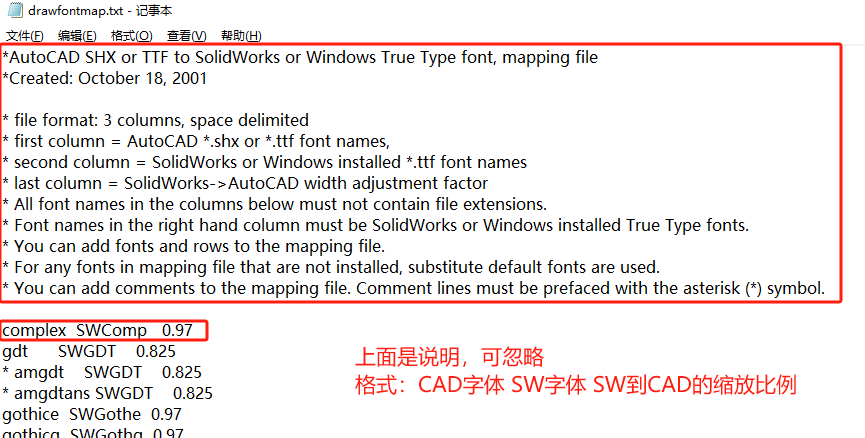 drawfontmap.txt - 记事本
文件(F) 编辑(E) 格式(O) 查看(V) 帮助(H)
*AutoCAD SHX or TTF to SolidWorks or Windows True Type font, mapping file
*Created: October 18, 2001
* file format: 3 columns, space delimited
* first column = AutoCAD *.shx or *.ttf font names,
* second column = SolidWorks or Windows installed *.ttf font names
* last column = SolidWorks->AutoCAD width adjustment factor
* All font names in the columns below must not contain file extensions.
* Font names in the right hand column must be SolidWorks or Windows installed True Type fonts.
* You can add fonts and rows to the mapping file.
* For any fonts in mapping file that are not installed, substitute default fonts are used.
* You can add comments to the mapping file. Comment lines must be prefaced with the asterisk (*) symbol.
complex SWComp 0.97
gdt SWGDT 0.825
* amgdt SWGDT 0.825
* amgdtans SWGDT 0.825
gothice SWGothe 0.97
gothicg SWGothg 0.97
上面是说明，可忽略
格式：CAD字体 SW字体 SW到CAD的缩放比例